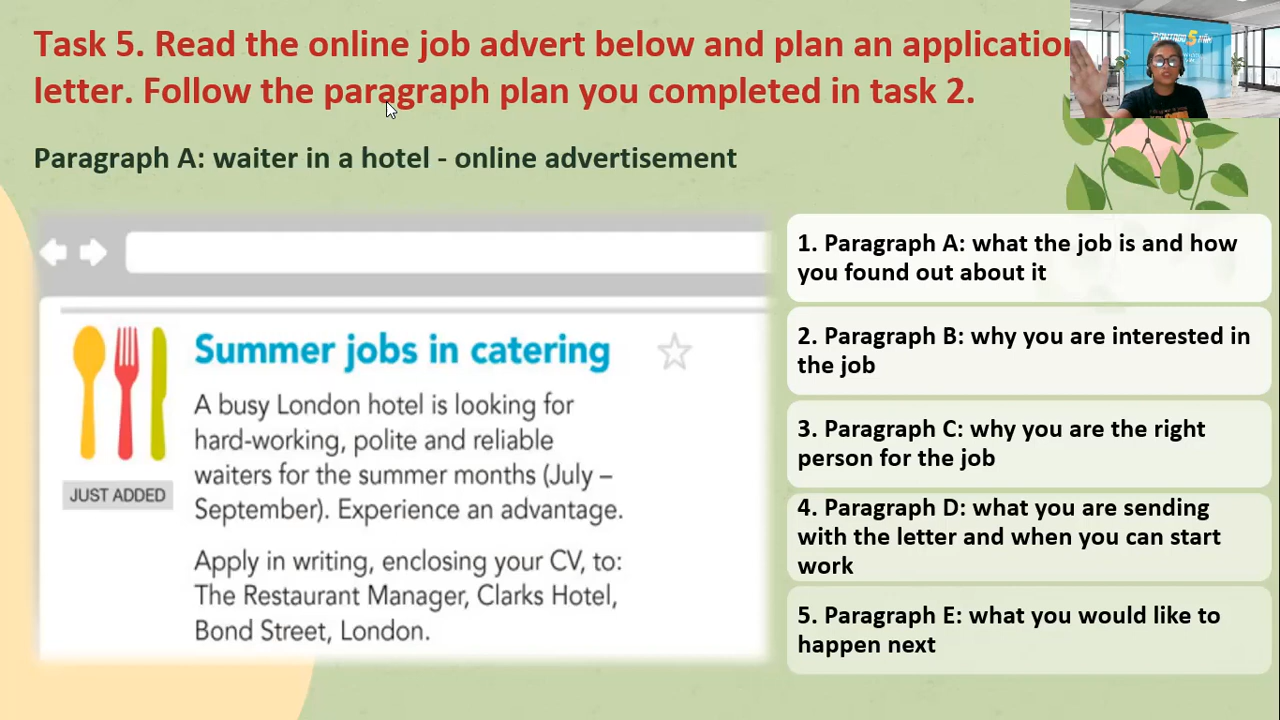 Task 5. Read the online job advert below and plan an application
letter. Follow the paragraph plan you completed in task 2.
Paragraph A: waiter in a hotel - online advertisement
Summer jobs in catering
A busy London hotel is looking for
hard-working, polite and reliable
waiters for the summer months (July –
September). Experience an advantage.
JUST ADDED
Apply in writing, enclosing your CV, to:
The Restaurant Manager, Clarks Hotel,
Bond Street, London.
1. Paragraph A: what the job is and how
you found out about it
2. Paragraph B: why you are interested in
the job
3. Paragraph C: why you are the right
person for the job
4. Paragraph D: what you are sending
with the letter and when you can start
work
5. Paragraph E: what you would like to
happen next